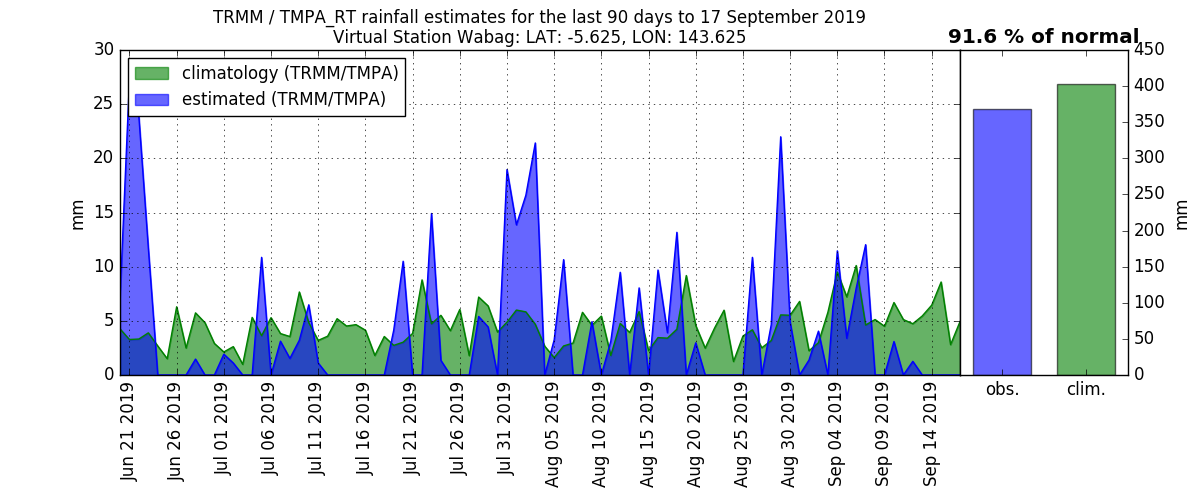 TRMM / TMPA_RT rainfall estimates for the last 90 days to 17 September 2019
Virtual Station Wabag: LAT: -5.625, LON: 143.625
91.6 % of normal
climatology (TRMM/TMPA)
estimated (TRMM/TMPA)
30
25
20
15
10
5
0
mm
Jun 21 2019
Jun 26 2019
Jul 01 2019
Jul 06 2019
Jul 11 2019
Jul 16 2019
Jul 21 2019
Jul 26 2019
Jul 31 2019
Aug 05 2019
Aug 10 2019
Aug 15 2019
Aug 20 2019
Aug 25 2019
Aug 30 2019
Sep 04 2019
Sep 09 2019
Sep 14 2019
obs.
clim.
450
400
350
300
250
200
150
100
50
0
mm